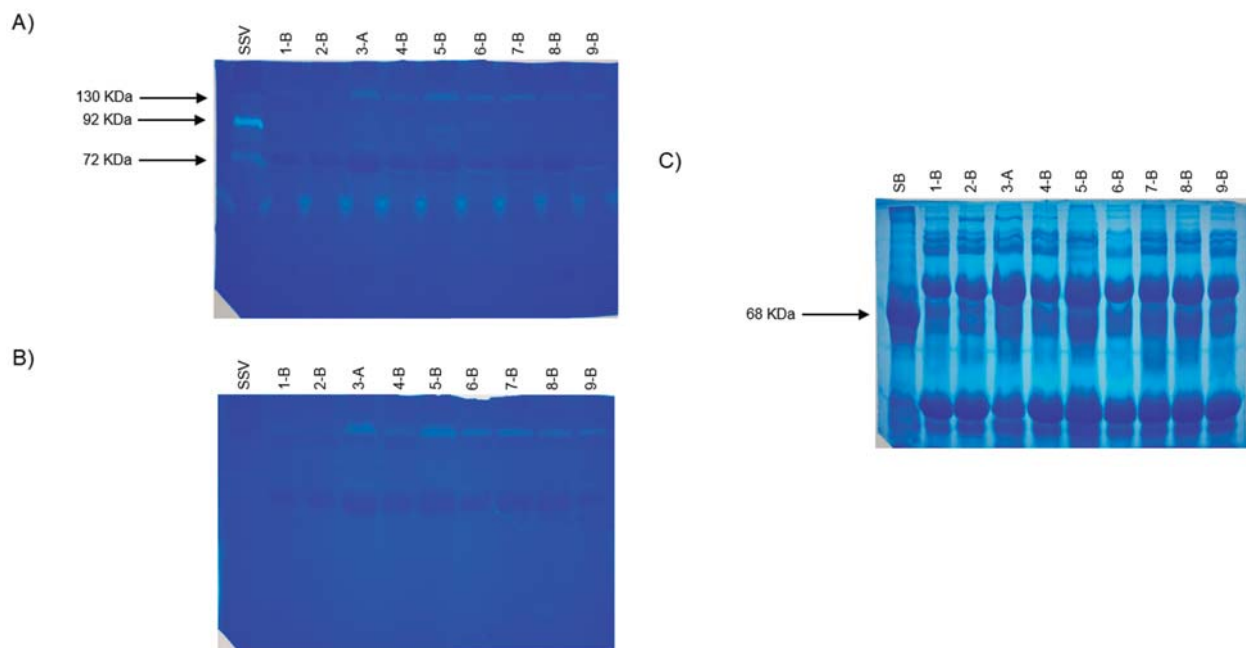 A)
SSV 1-B 2-B 3-A 4-B 5-B 6-B 7-B 8-B 9-B
130 KDa
92 KDa
72 KDa
B)
SSV 1-B 2-B 3-A 4-B 5-B 6-B 7-B 8-B 9-B
C)
SB 1-B 2-B 3-A 4-B 5-B 6-B 7-B 8-B 9-B
68 KDa